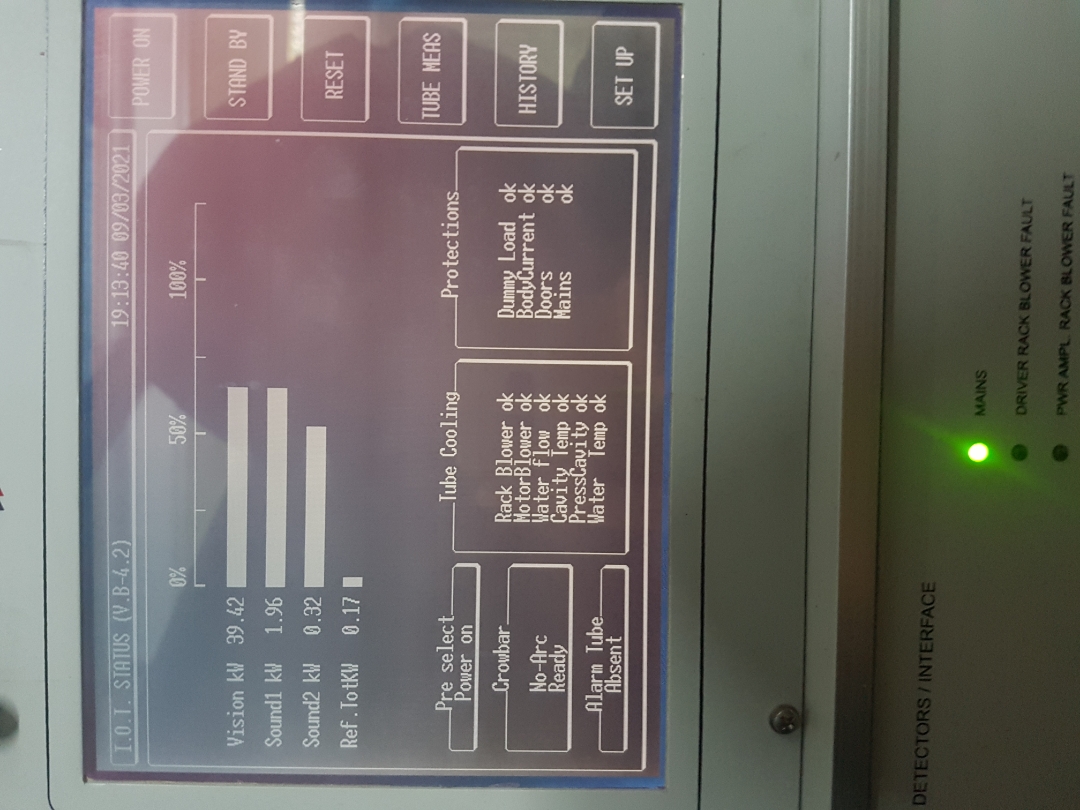 I.O.T. STATUS (V.B-4.2) 19:13:40 09/03/2021
POWER ON
0% 50% 100%
Vision kW 39.42
STAND BY
Sound1 kW 1.96
Sound2 kW 0.32
RESET
Ref.TotKW 0.17
TUBE MEAS
Pre select
Power on
Crowbar
No-Arc
Ready
Alarm Tube
Absent
Tube Cooling
Rack Blower ok
MotorBlower ok
Water flow ok
Cavity Temp ok
PressCavity ok
Water Temp ok
Protections
Dummy Load ok
BodyCurrent ok
Doors ok
Mains ok
HISTORY
SET UP
DETECTORS / INTERFACE
MAINS
DRIVER RACK BLOWER FAULT
PWR AMPL. RACK BLOWER FAULT